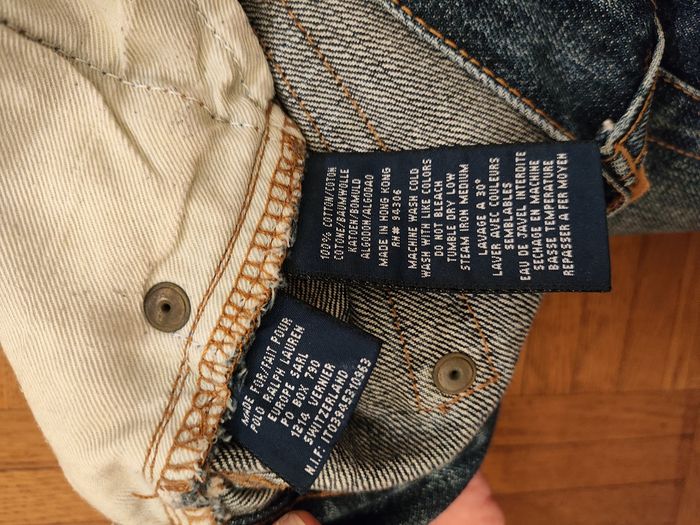 100% COTTON/COTON
COTONE/BAUMWOLLE
KATOEN/BOMULD
ALGODON/ALGODAO
MADE IN HONG KONG
RN# 94306
MACHINE WASH COLD
WASH WITH LIKE COLORS
DO NOT BLEACH
TUMBLE DRY LOW
STEAM IRON MEDIUM
LAVAGE A 30°
LAVER AVEC COULEURS
SEMBLABLES
EAU DE JAVEL INTERDITE
SECHAGE EN MACHINE
BASSE TEMPERATURE
REPASSER A FER MOYEN
MADE FOR/FAIT POUR
POLO RALPH LAUREN
EUROPE SARL
PO BOX 790
1214 VERNIER
SWITZERLAND
N.I.F: IT03945310963